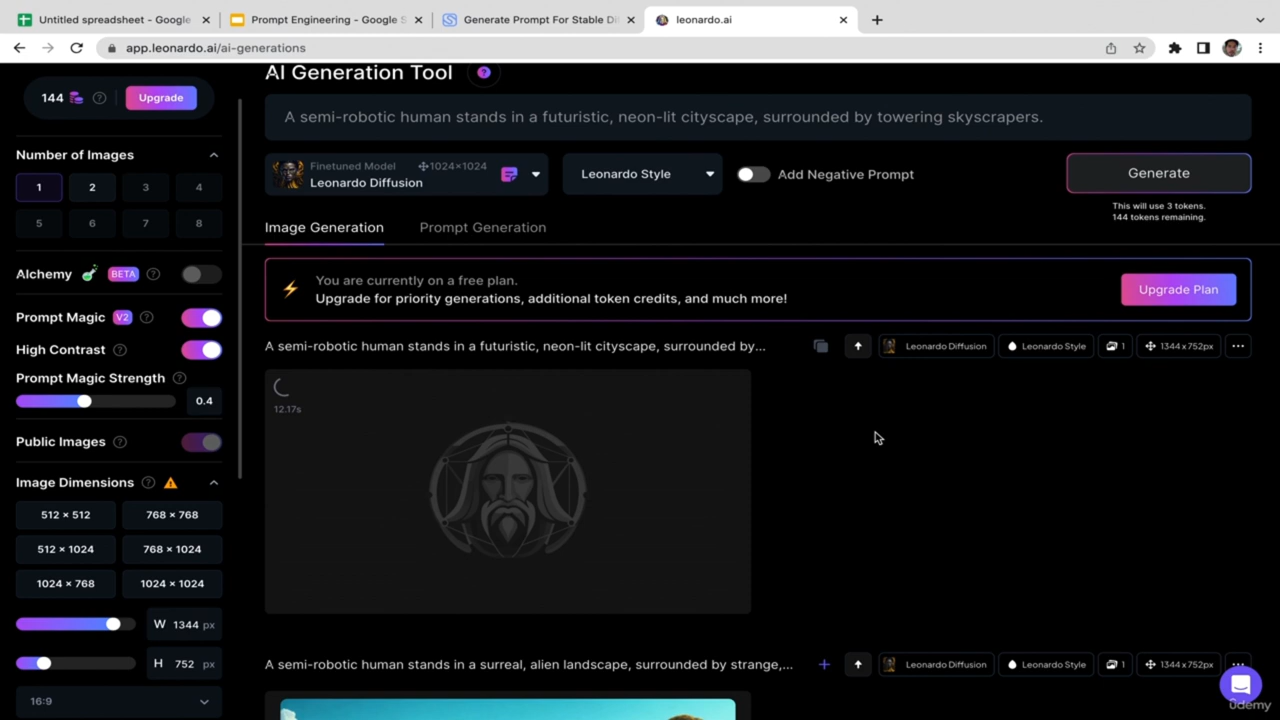 Untitled spreadsheet - Google
Prompt Engineering - Google S
Generate Prompt For Stable Di
leonardo.ai
app.leonardo.ai/ai-generations
144
Upgrade
AI Generation Tool
A semi-robotic human stands in a futuristic, neon-lit cityscape, surrounded by towering skyscrapers.
Number of Images
1 2 3 4
5 6 7 8
Finetuned Model 1024×1024
Leonardo Diffusion
Leonardo Style
Add Negative Prompt
Generate
This will use 3 tokens.
144 tokens remaining.
Image Generation
Prompt Generation
Alchemy BETA
Prompt Magic V2
High Contrast
Prompt Magic Strength
0.4
Public Images
Image Dimensions
512 × 512 768 × 768
512 × 1024 768 × 1024
1024 × 768 1024 × 1024
W 1344 px
H 752 px
16:9
You are currently on a free plan.
Upgrade for priority generations, additional token credits, and much more!
Upgrade Plan
A semi-robotic human stands in a futuristic, neon-lit cityscape, surrounded by...
Leonardo Diffusion
Leonardo Style
1
1344 x 752px
12.17s
A semi-robotic human stands in a surreal, alien landscape, surrounded by strange,...
Leonardo Diffusion
Leonardo Style
1
1344 x 752px
ûdemy